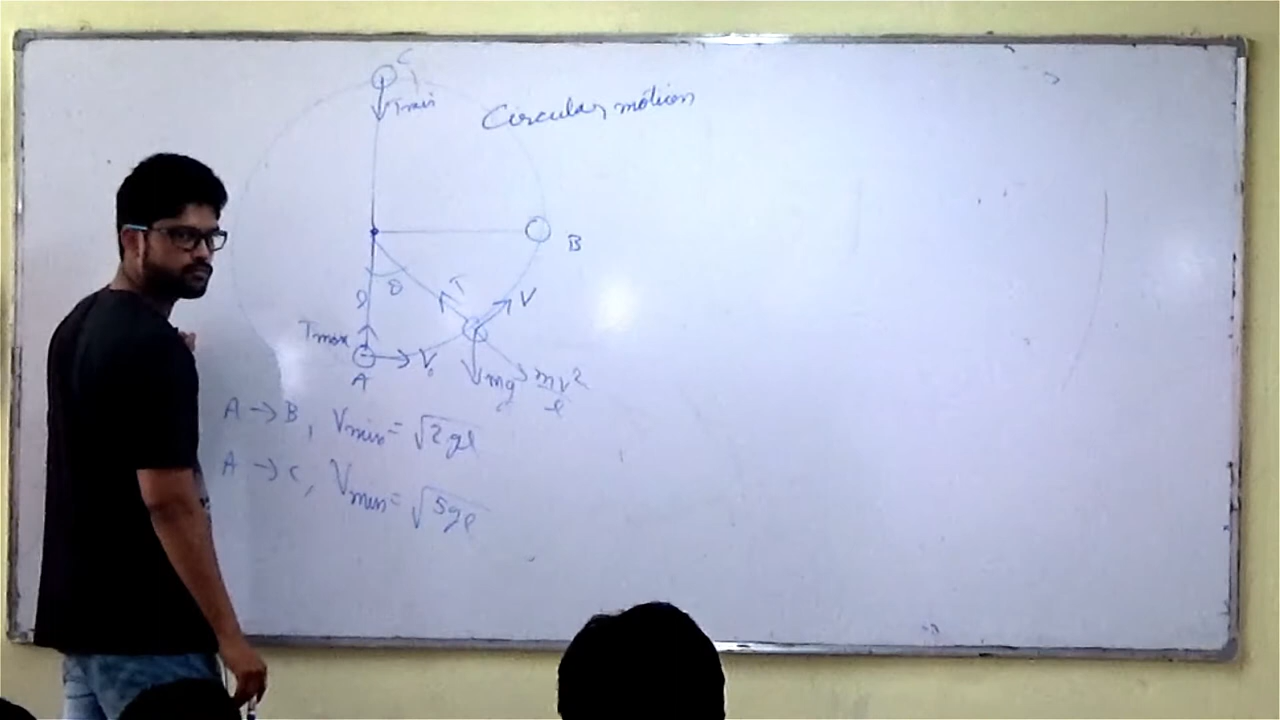 C
Tmin
Circular motion
B
θ
T
V
l
Tmax
V₀
A
mg
mv²/l
A → B, Vmin = √2gl
A → C, Vmin = √5gl